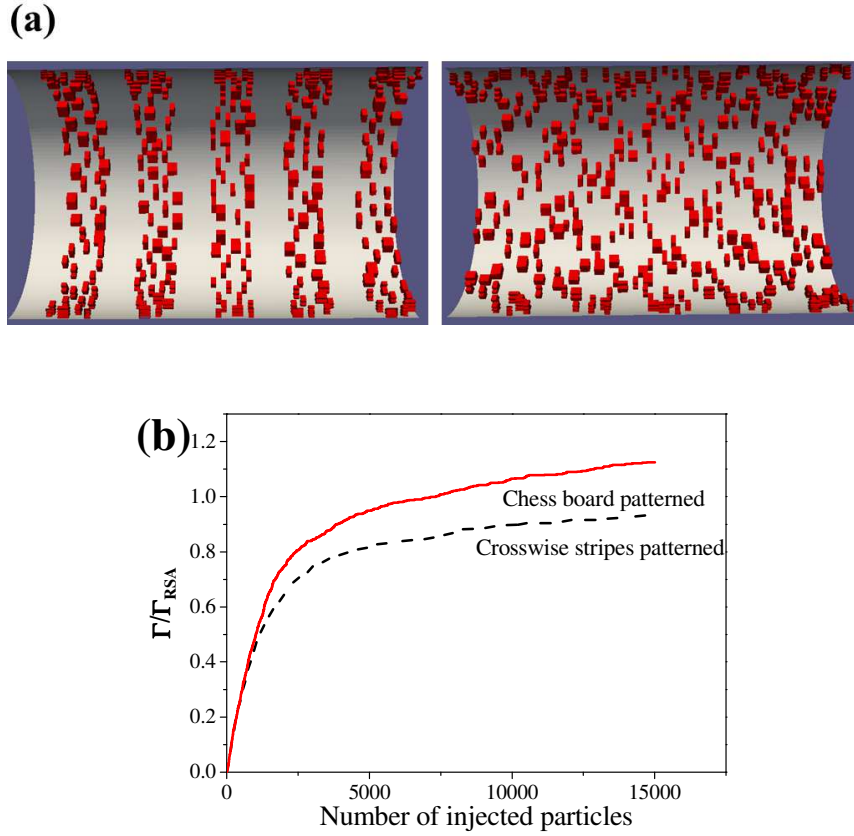 (a)
(b)
1.2
1.0
0.8
0.6
0.4
0.2
0.0
Γ/Γ_RSA
Chess board patterned
Crosswise stripes patterned
0 5000 10000 15000
Number of injected particles